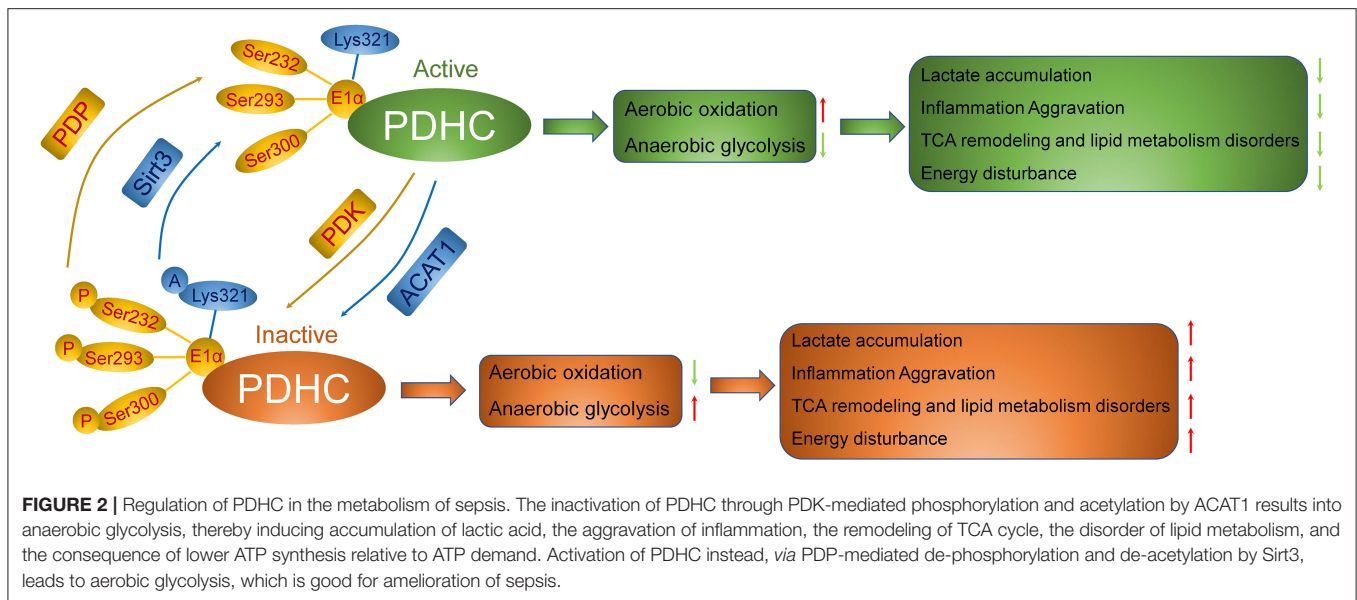 Lys321
Ser232
Active
Ser293
E1α
PDHC
Ser300
PDP
Sirt3
PDK
ACAT1
Aerobic oxidation
Anaerobic glycolysis
Lactate accumulation
Inflammation Aggravation
TCA remodeling and lipid metabolism disorders
Energy disturbance
A
Lys321
P
Ser232
Inactive
P
Ser293
E1α
PDHC
P
Ser300
Aerobic oxidation
Anaerobic glycolysis
Lactate accumulation
Inflammation Aggravation
TCA remodeling and lipid metabolism disorders
Energy disturbance
FIGURE 2 | Regulation of PDHC in the metabolism of sepsis. The inactivation of PDHC through PDK-mediated phosphorylation and acetylation by ACAT1 results into
anaerobic glycolysis, thereby inducing accumulation of lactic acid, the aggravation of inflammation, the remodeling of TCA cycle, the disorder of lipid metabolism, and
the consequence of lower ATP synthesis relative to ATP demand. Activation of PDHC instead, via PDP-mediated de-phosphorylation and de-acetylation by Sirt3,
leads to aerobic glycolysis, which is good for amelioration of sepsis.